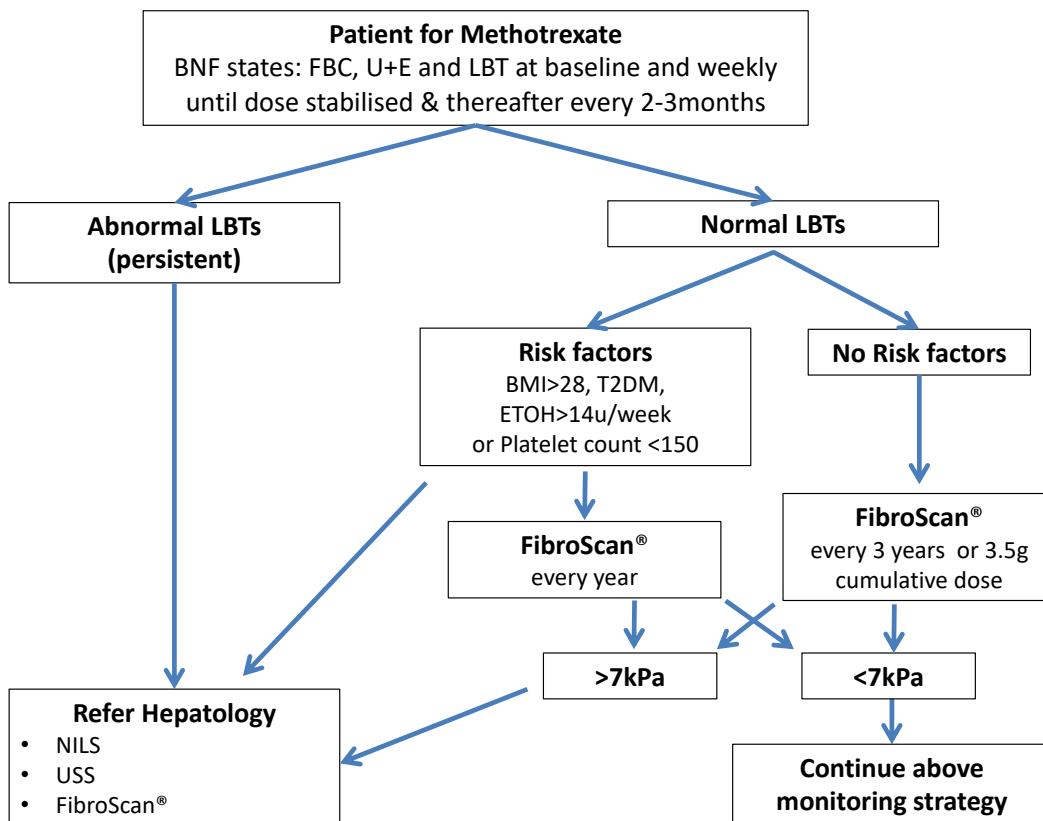 Patient for Methotrexate
BNF states: FBC, U+E and LBT at baseline and weekly
until dose stabilised & thereafter every 2-3months
Abnormal LBTs
(persistent)
Normal LBTs
Risk factors
BMI>28, T2DM,
ETOH>14u/week
or Platelet count <150
No Risk factors
FibroScan®
every year
FibroScan®
every 3 years  or 3.5g
cumulative dose
>7kPa
<7kPa
Refer Hepatology
• NILS
• USS
• FibroScan®
Continue above
monitoring strategy